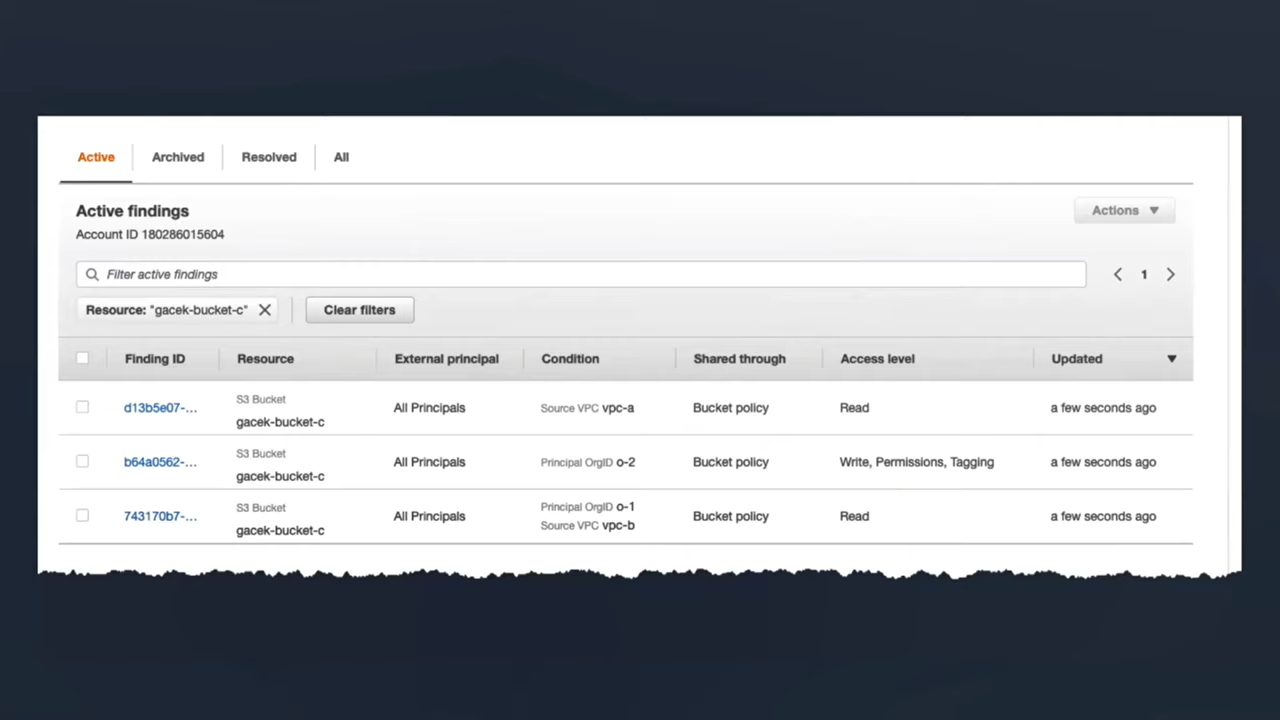 Active Archived Resolved All
Active findings
Actions
Account ID 180286015604
Filter active findings
1
Resource: "gacek-bucket-c" Clear filters
Finding ID Resource External principal Condition Shared through Access level Updated
d13b5e07-... S3 Bucket gacek-bucket-c All Principals Source VPC vpc-a Bucket policy Read a few seconds ago
b64a0562-... S3 Bucket gacek-bucket-c All Principals Principal OrgID o-2 Bucket policy Write, Permissions, Tagging a few seconds ago
743170b7-... S3 Bucket gacek-bucket-c All Principals Principal OrgID o-1 Source VPC vpc-b Bucket policy Read a few seconds ago